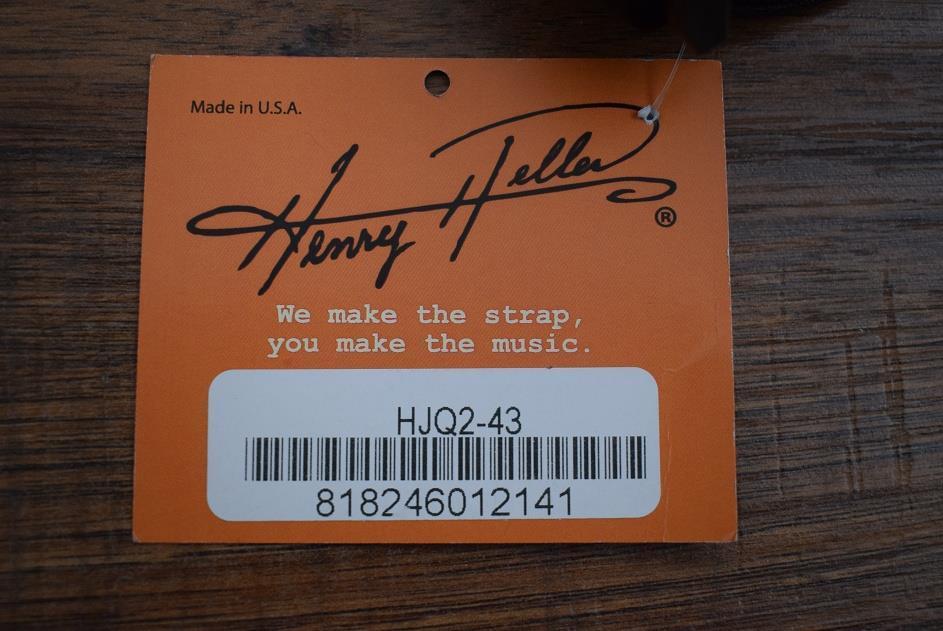 Made in U.S.A.
Henry Heller
®
We make the strap,
you make the music.
HJQ2-43
818246012141